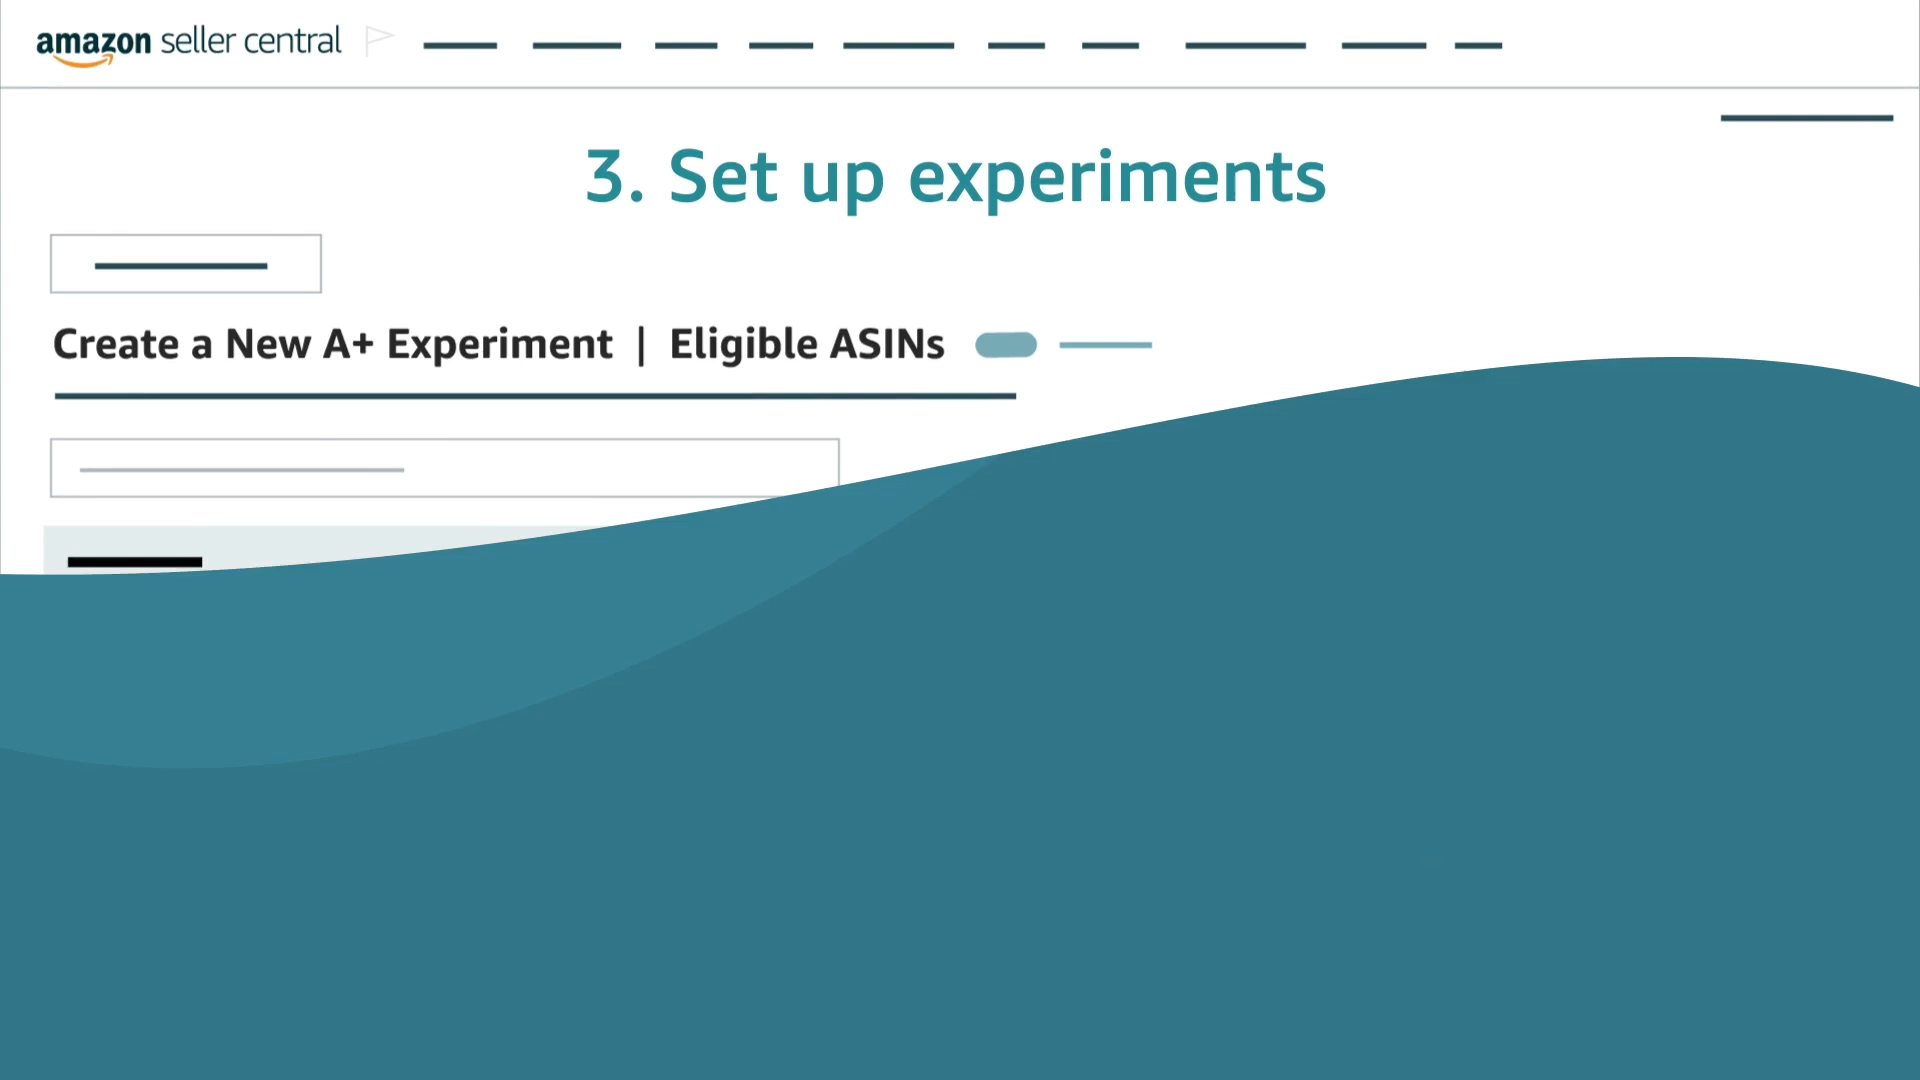 amazon seller central
3. Set up experiments
Create a New A+ Experiment | Eligible ASINs